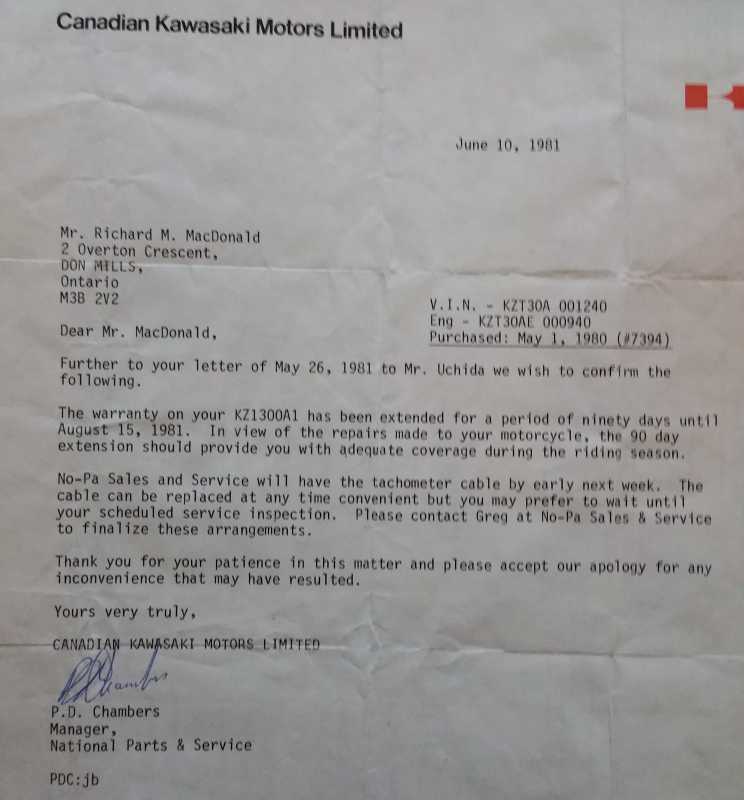 Canadian Kawasaki Motors Limited
June 10, 1981
Mr. Richard M. MacDonald
2 Overton Crescent,
DON MILLS,
Ontario
M3B 2V2
V.I.N. - KZT30A 001240
Eng - KZT30AE 000940
Purchased: May 1, 1980 (#7394)
Dear Mr. MacDonald,
Further to your letter of May 26, 1981 to Mr. Uchida we wish to confirm the
following.
The warranty on your KZ1300A1 has been extended for a period of ninety days until
August 15, 1981. In view of the repairs made to your motorcycle, the 90 day
extension should provide you with adequate coverage during the riding season.
No-Pa Sales and Service will have the tachometer cable by early next week. The
cable can be replaced at any time convenient but you may prefer to wait until
your scheduled service inspection. Please contact Greg at No-Pa Sales & Service
to finalize these arrangements.
Thank you for your patience in this matter and please accept our apology for any
inconvenience that may have resulted.
Yours very truly,
CANADIAN KAWASAKI MOTORS LIMITED
PDChambers
P.D. Chambers
Manager,
National Parts & Service
PDC:jb